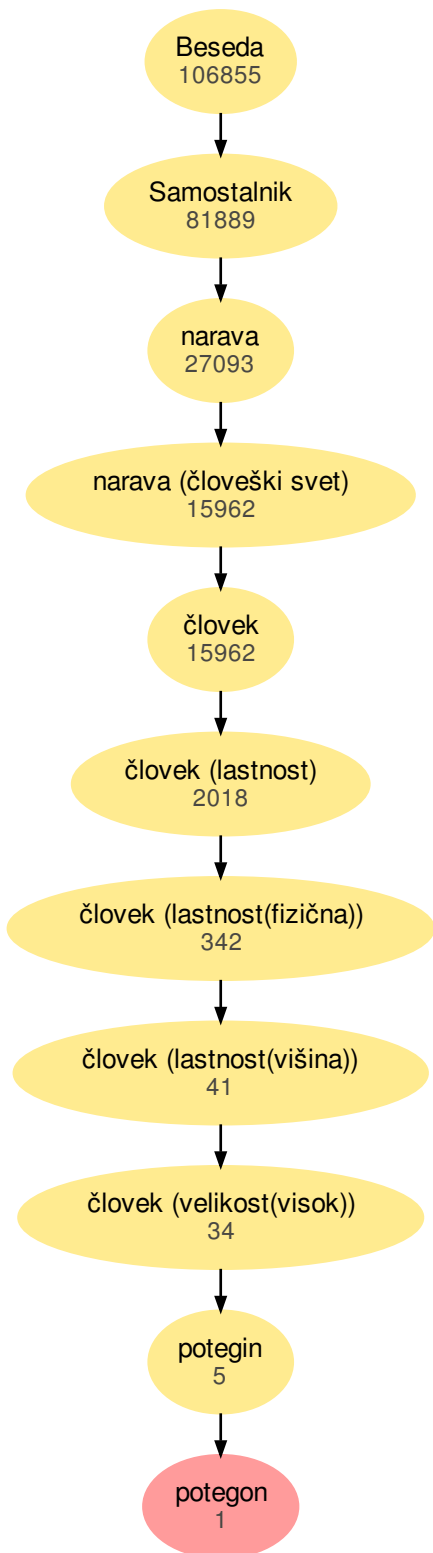 Beseda
106855
Samostalnik
81889
narava
27093
narava (človeški svet)
15962
človek
15962
človek (lastnost)
2018
človek (lastnost(fizična))
342
človek (lastnost(višina))
41
človek (velikost(visok))
34
potegin
5
potegon
1